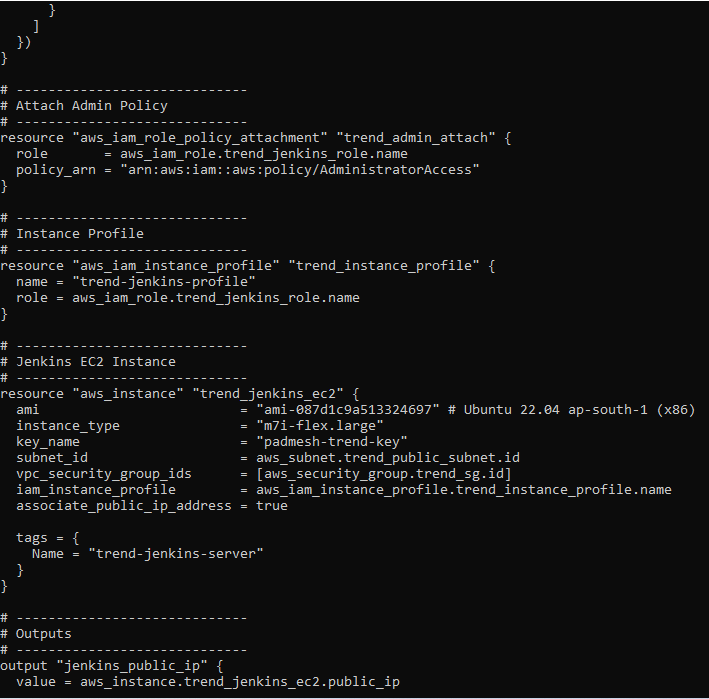 }
    ]
  })
}

# -----------------------------
# Attach Admin Policy
# -----------------------------
resource "aws_iam_role_policy_attachment" "trend_admin_attach" {
  role       = aws_iam_role.trend_jenkins_role.name
  policy_arn = "arn:aws:iam::aws:policy/AdministratorAccess"
}

# -----------------------------
# Instance Profile
# -----------------------------
resource "aws_iam_instance_profile" "trend_instance_profile" {
  name = "trend-jenkins-profile"
  role = aws_iam_role.trend_jenkins_role.name
}

# -----------------------------
# Jenkins EC2 Instance
# -----------------------------
resource "aws_instance" "trend_jenkins_ec2" {
  ami                         = "ami-087d1c9a513324697" # Ubuntu 22.04 ap-south-1 (x86)
  instance_type               = "m7i-flex.large"
  key_name                    = "padmesh-trend-key"
  subnet_id                   = aws_subnet.trend_public_subnet.id
  vpc_security_group_ids      = [aws_security_group.trend_sg.id]
  iam_instance_profile        = aws_iam_instance_profile.trend_instance_profile.name
  associate_public_ip_address = true

  tags = {
    Name = "trend-jenkins-server"
  }
}

# -----------------------------
# Outputs
# -----------------------------
output "jenkins_public_ip" {
  value = aws_instance.trend_jenkins_ec2.public_ip